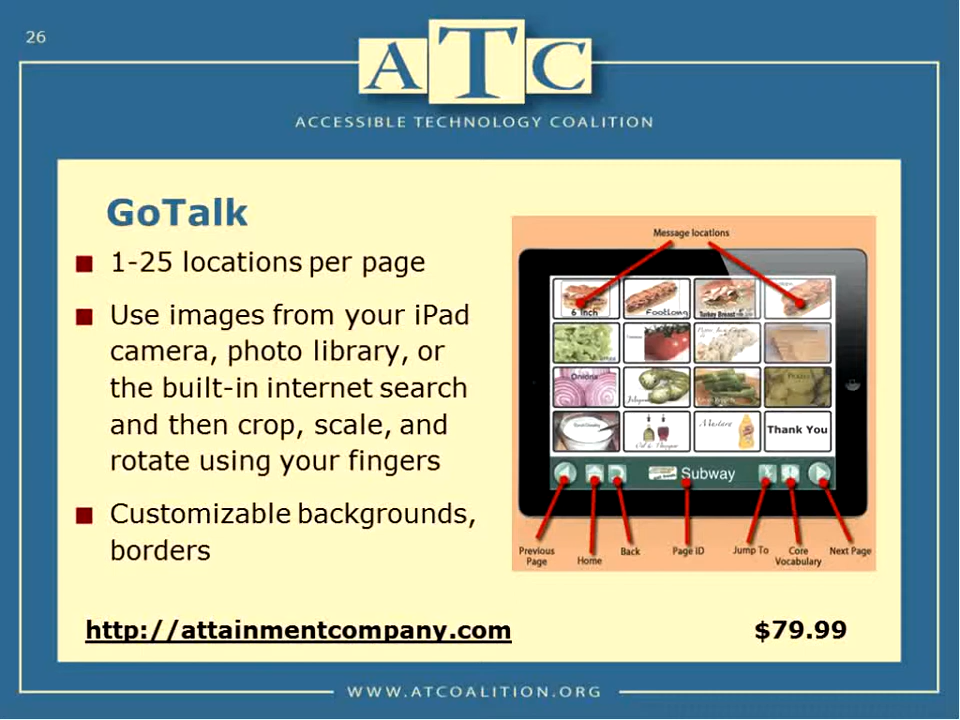 26
ATC
ACCESSIBLE TECHNOLOGY COALITION
GoTalk
1-25 locations per page
Use images from your iPad
camera, photo library, or
the built-in internet search
and then crop, scale, and
rotate using your fingers
Customizable backgrounds,
borders
Message locations
6 inch
Footlong
Turkey Breast
Onions
Mustard
Thank You
Subway
Previous
Page
Home
Back
Page ID
Jump To
Core
Vocabulary
Next Page
http://attainmentcompany.com
$79.99
WWW.ATCOALITION.ORG